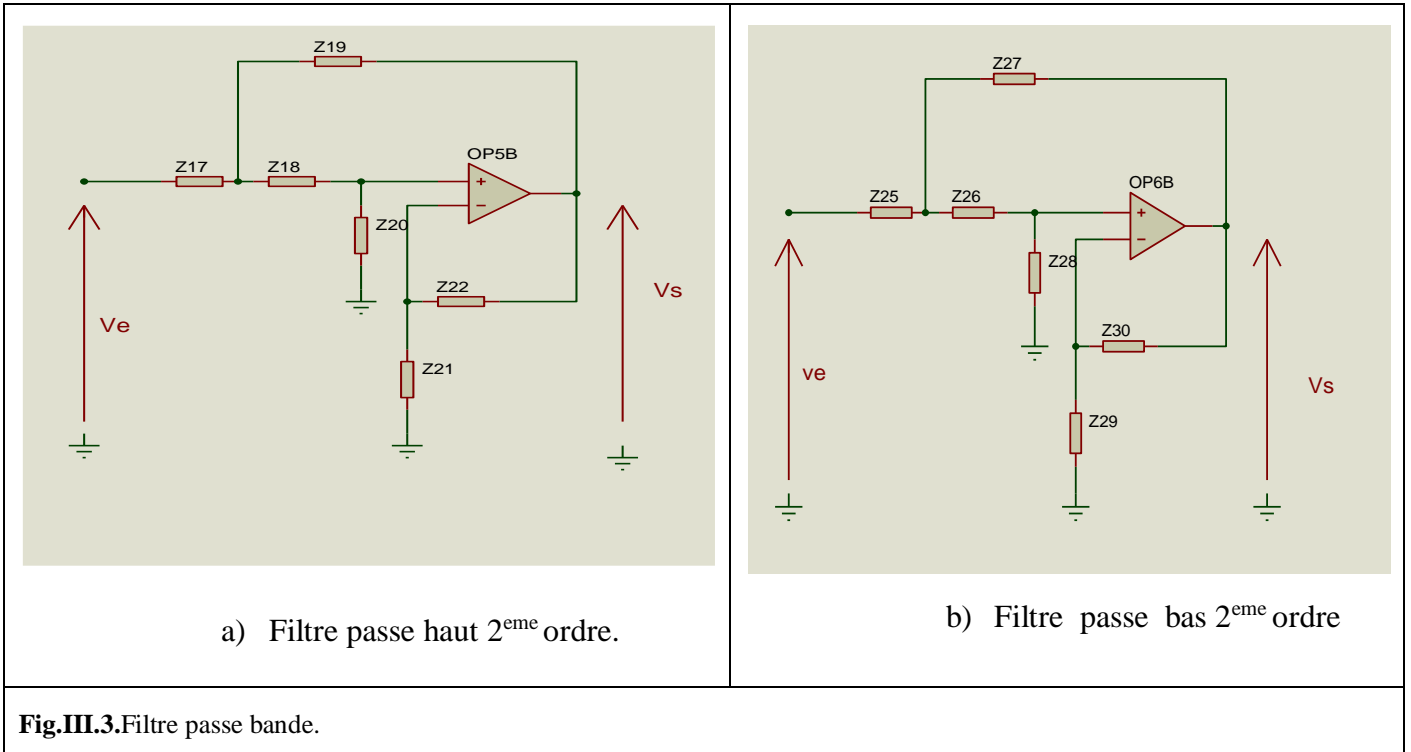 Z19
Z17
Z18
OP5B
Z20
Z22
Z21
Ve
Vs
a) Filtre passe haut 2eme ordre.
Z27
Z25
Z26
OP6B
Z28
Z30
Z29
ve
Vs
b) Filtre passe bas 2eme ordre
Fig.III.3.Filtre passe bande.